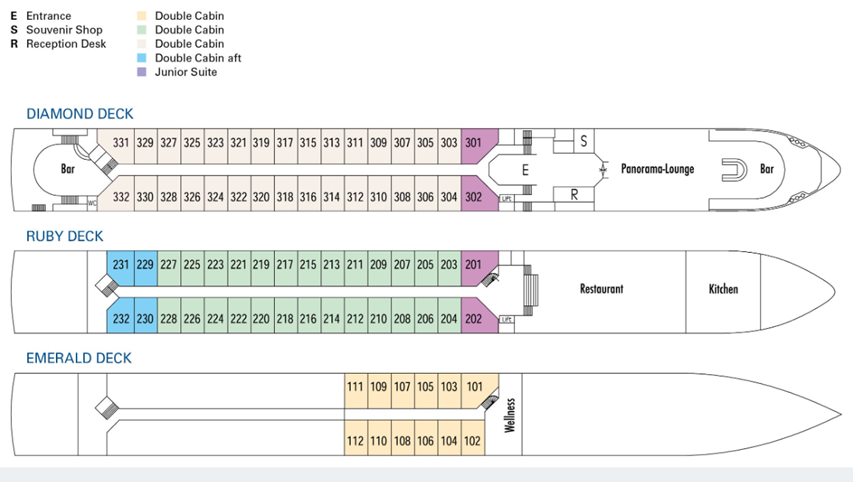 E Entrance
S Souvenir Shop
R Reception Desk
Double Cabin
Double Cabin
Double Cabin
Double Cabin aft
Junior Suite
DIAMOND DECK
331 329 327 325 323 321 319 317 315 313 311 309 307 305 303 301
S
Bar
E
Panorama-Lounge
Bar
332 330 328 326 324 322 320 318 316 314 312 310 308 306 304 302
WC
Lift
R
RUBY DECK
231 229 227 225 223 221 219 217 215 213 211 209 207 205 203 201
Restaurant
Kitchen
232 230 228 226 224 222 220 218 216 214 212 210 208 206 204 202
Lift
EMERALD DECK
111 109 107 105 103 101
Wellness
112 110 108 106 104 102